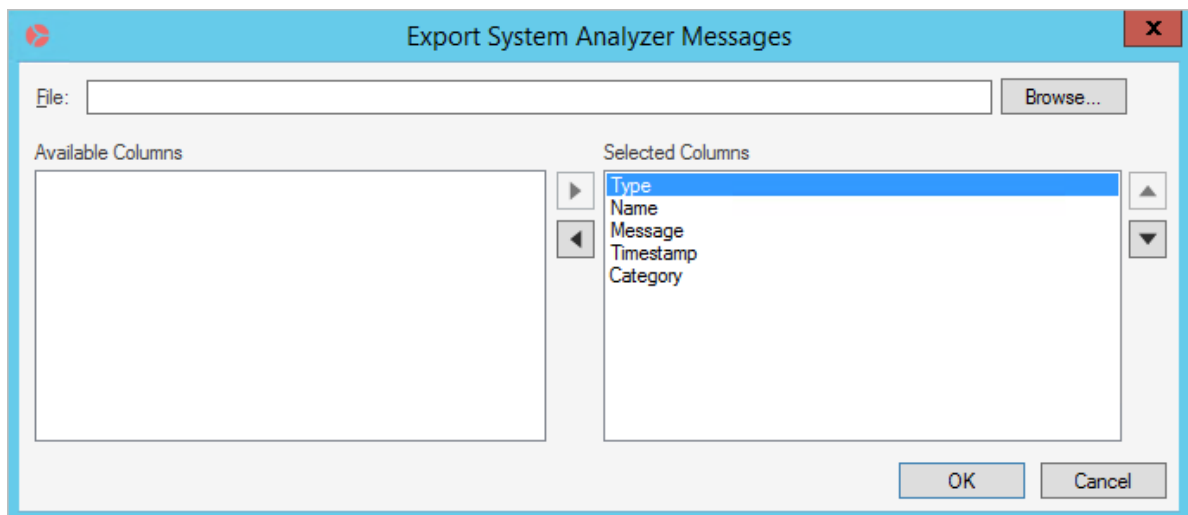 Export System Analyzer Messages
x
File:
Browse...
Available Columns
Selected Columns
Type
Name
Message
Timestamp
Category
OK
Cancel